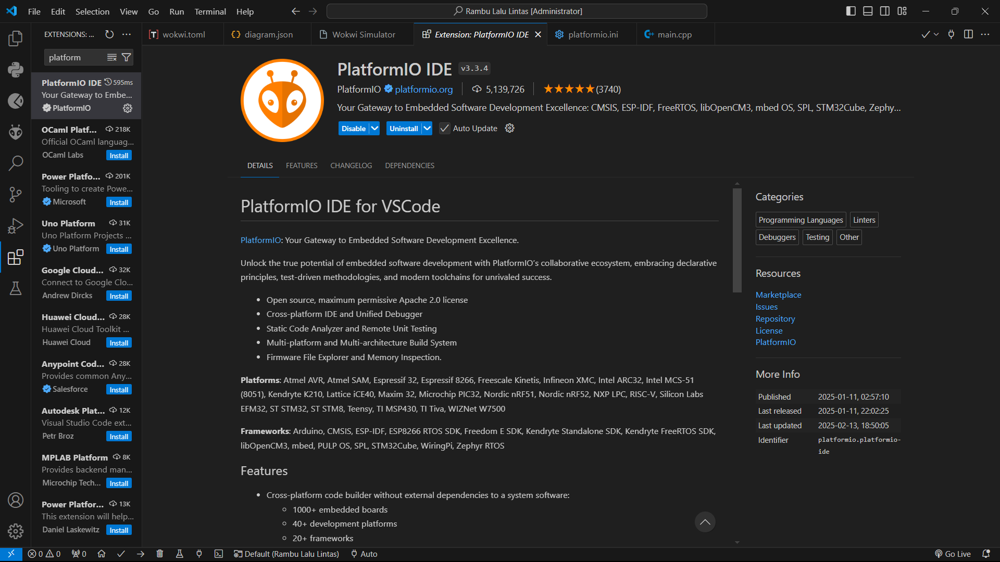 File Edit Selection View Go Run Terminal Help
Rambu Lalu Lintas [Administrator]
EXTENSIONS: ...
wokwi.toml
diagram.json
Wokwi Simulator
Extension: PlatformIO IDE
platformio.ini
main.cpp
platform
PlatformIO IDE 595ms
Your Gateway to Embe...
PlatformIO
OCaml Platf... 218K
Official OCaml languag...
OCaml Labs Install
Power Platfo... 201K
Tooling to create Powe...
Microsoft Install
Uno Platform 31K
Uno Platform Projects ...
Uno Platform Install
Google Cloud... 32K
Connect to Google Clo...
Andrew Dircks Install
Huawei Cloud... 28K
Huawei Cloud Toolkit ...
Huawei Cloud Install
Anypoint Cod... 28K
Provides common Any...
Salesforce Install
Autodesk Plat... 12K
Visual Studio Code ext...
Petr Broz Install
MPLAB Platform 8K
Provides backend man...
Microchip Tech... Install
Power Platfor... 13K
This extension will help...
Daniel Laskewitz Install
PlatformIO IDE v3.3.4
PlatformIO platformio.org 5,139,726 (3740)
Your Gateway to Embedded Software Development Excellence: CMSIS, ESP-IDF, FreeRTOS, libOpenCM3, mbed OS, SPL, STM32Cube, Zephy...
Disable Uninstall Auto Update
DETAILS FEATURES CHANGELOG DEPENDENCIES
PlatformIO IDE for VSCode
PlatformIO: Your Gateway to Embedded Software Development Excellence.
Unlock the true potential of embedded software development with PlatformIO’s collaborative ecosystem, embracing declarative
principles, test-driven methodologies, and modern toolchains for unrivaled success.
• Open source, maximum permissive Apache 2.0 license
• Cross-platform IDE and Unified Debugger
• Static Code Analyzer and Remote Unit Testing
• Multi-platform and Multi-architecture Build System
• Firmware File Explorer and Memory Inspection.
Platforms: Atmel AVR, Atmel SAM, Espressif 32, Espressif 8266, Freescale Kinetis, Infineon XMC, Intel ARC32, Intel MCS-51
(8051), Kendryte K210, Lattice iCE40, Maxim 32, Microchip PIC32, Nordic nRF51, Nordic nRF52, NXP LPC, RISC-V, Silicon Labs
EFM32, ST STM32, ST STM8, Teensy, TI MSP430, TI Tiva, WIZNet W7500
Frameworks: Arduino, CMSIS, ESP-IDF, ESP8266 RTOS SDK, Freedom E SDK, Kendryte Standalone SDK, Kendryte FreeRTOS SDK,
libOpenCM3, mbed, PULP OS, SPL, STM32Cube, WiringPi, Zephyr RTOS
Features
• Cross-platform code builder without external dependencies to a system software:
◦ 1000+ embedded boards
◦ 40+ development platforms
◦ 20+ frameworks
Categories
Programming Languages Linters
Debuggers Testing Other
Resources
Marketplace
Issues
Repository
License
PlatformIO
More Info
Published 2025-01-11, 02:57:10
Last released 2025-01-11, 22:02:25
Last updated 2025-02-13, 18:50:05
Identifier platformio.platformio-
ide
0 0 0 Default (Rambu Lalu Lintas) Auto Go Live